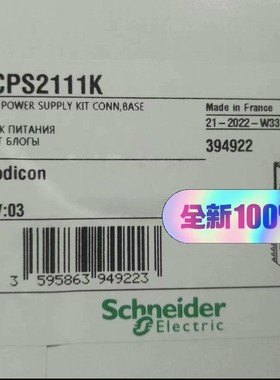 CPS2111K
POWER SUPPLY KIT CONN,BASE
Made in France
К ПИТАНИЯ
21-2022-W33
Т БЛОГЫ
394922
odicon
全新100%
:03
3 595863 949223
Schneider
Electric